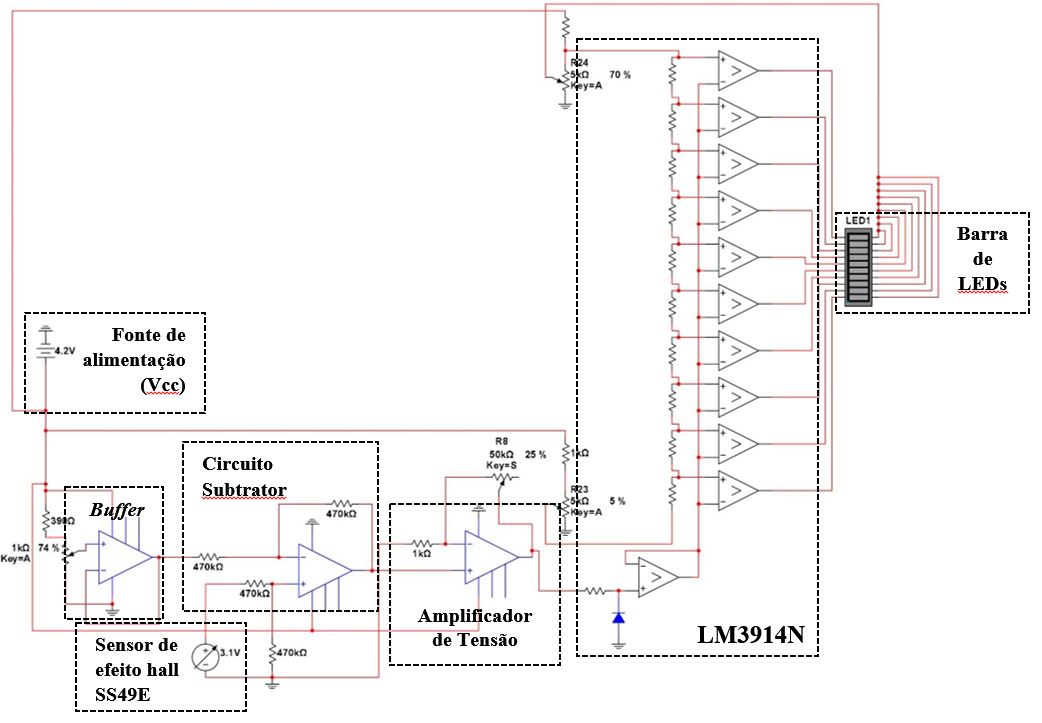 R24
5kΩ 70 %
Key=A
LED1
Barra
de
LEDs
Fonte de
alimentação
(Vcc)
4.2V
Circuito
Subtrator
R8
50kΩ 25 %
Key=S
1kΩ
R23
5kΩ 5 %
Key=A
Buffer
390Ω
1kΩ 74 %
Key=A
470kΩ
470kΩ
470kΩ
1kΩ
Amplificador
de Tensão
LM3914N
Sensor de
efeito hall
SS49E
3.1V
470kΩ